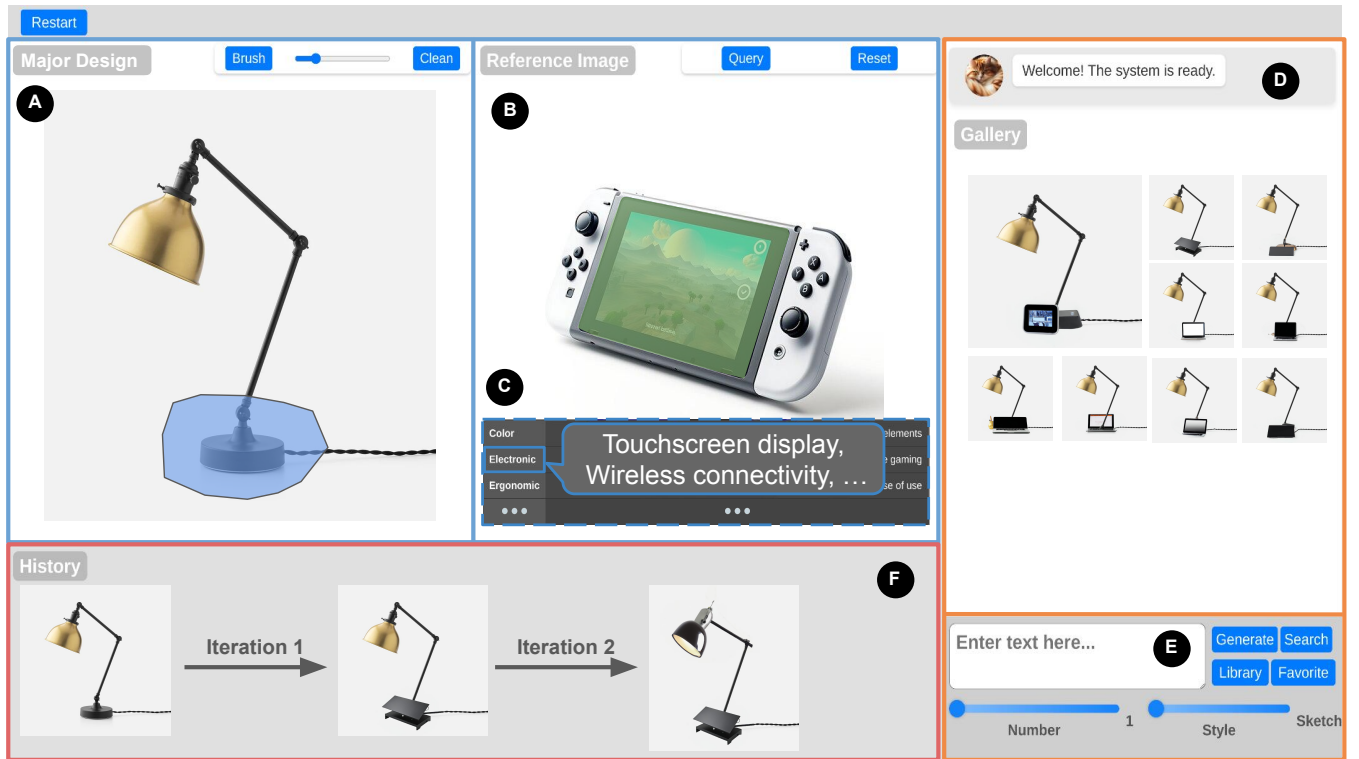 Restart
Major Design
Brush
Clean
A
Reference Image
Query
Reset
B
X
Y
A
B
C
Color
elements
Electronic
e gaming
Ergonomic
se of use
Touchscreen display,
Wireless connectivity, …
Welcome! The system is ready.
D
Gallery
History
F
Iteration 1
Iteration 2
Enter text here...
E
Generate
Search
Library
Favorite
Number
1
Style
Sketch